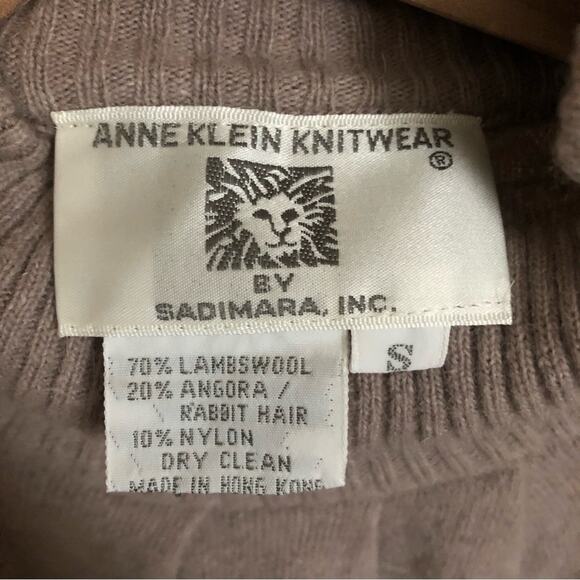 ANNE KLEIN KNITWEAR
®
BY
SADIMARA, INC.
S
70% LAMBSWOOL
20% ANGORA /
RABBIT HAIR
10% NYLON
DRY CLEAN
MADE IN HONG KONG